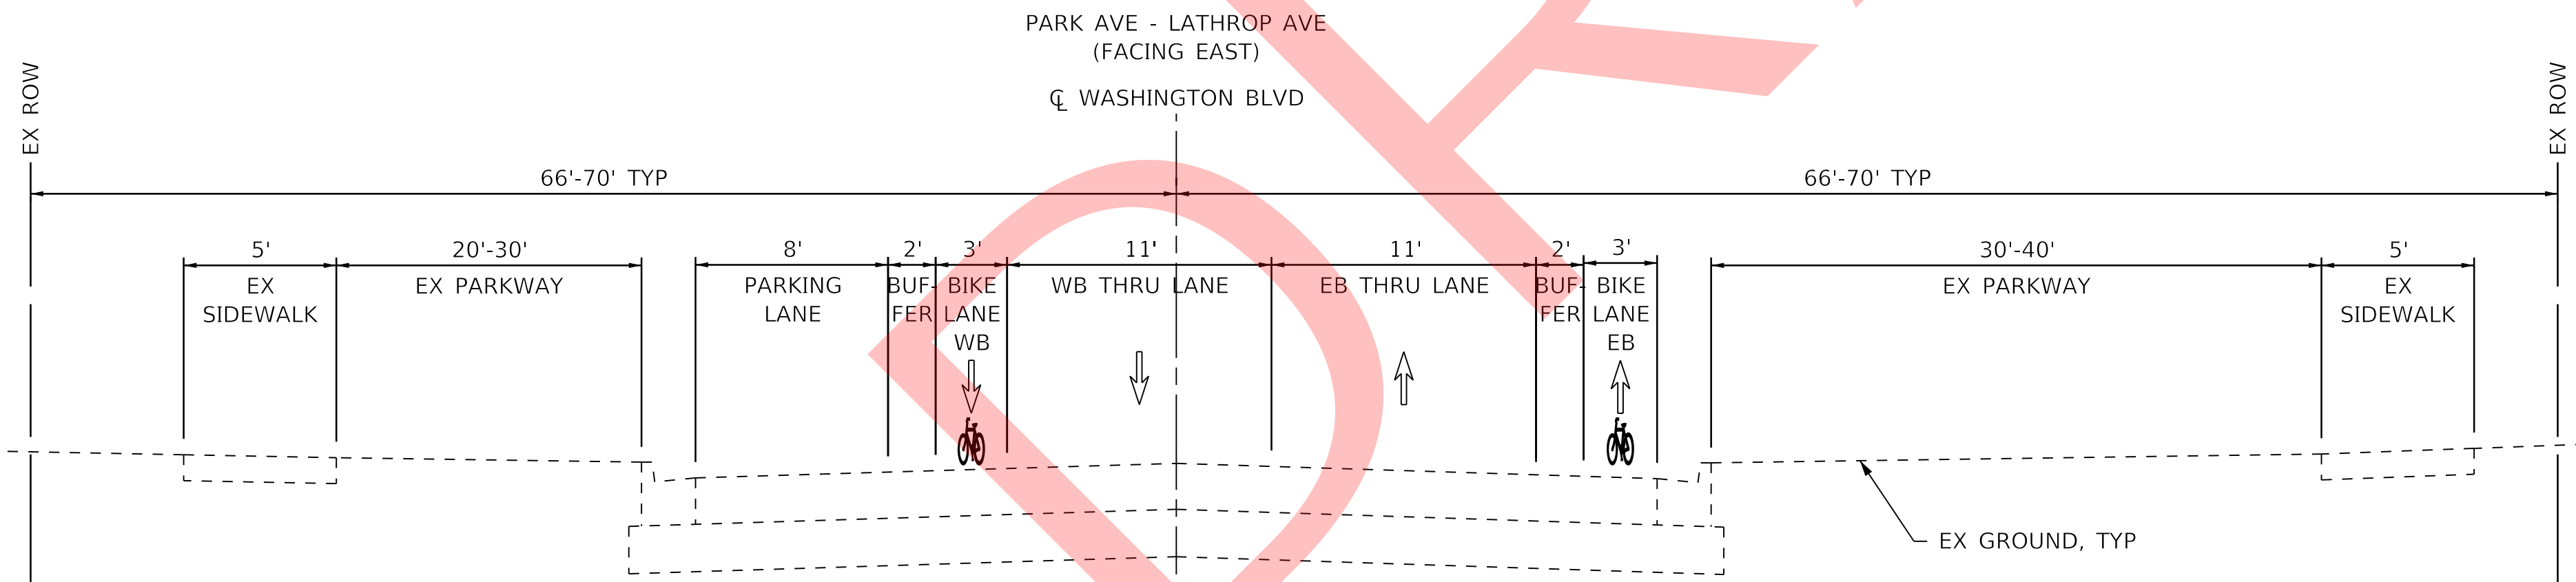 PARK AVE - LATHROP AVE
(FACING EAST)
℄ WASHINGTON BLVD
EX ROW
EX ROW
66'-70' TYP
66'-70' TYP
5'
20'-30'
8'
2'
3'
11'
11'
2'
3'
30'-40'
5'
EX
SIDEWALK
EX PARKWAY
PARKING
LANE
BUF-
FER
BIKE
LANE
WB
WB THRU LANE
EB THRU LANE
BUF-
FER
BIKE
LANE
EB
EX PARKWAY
EX
SIDEWALK
EX GROUND, TYP